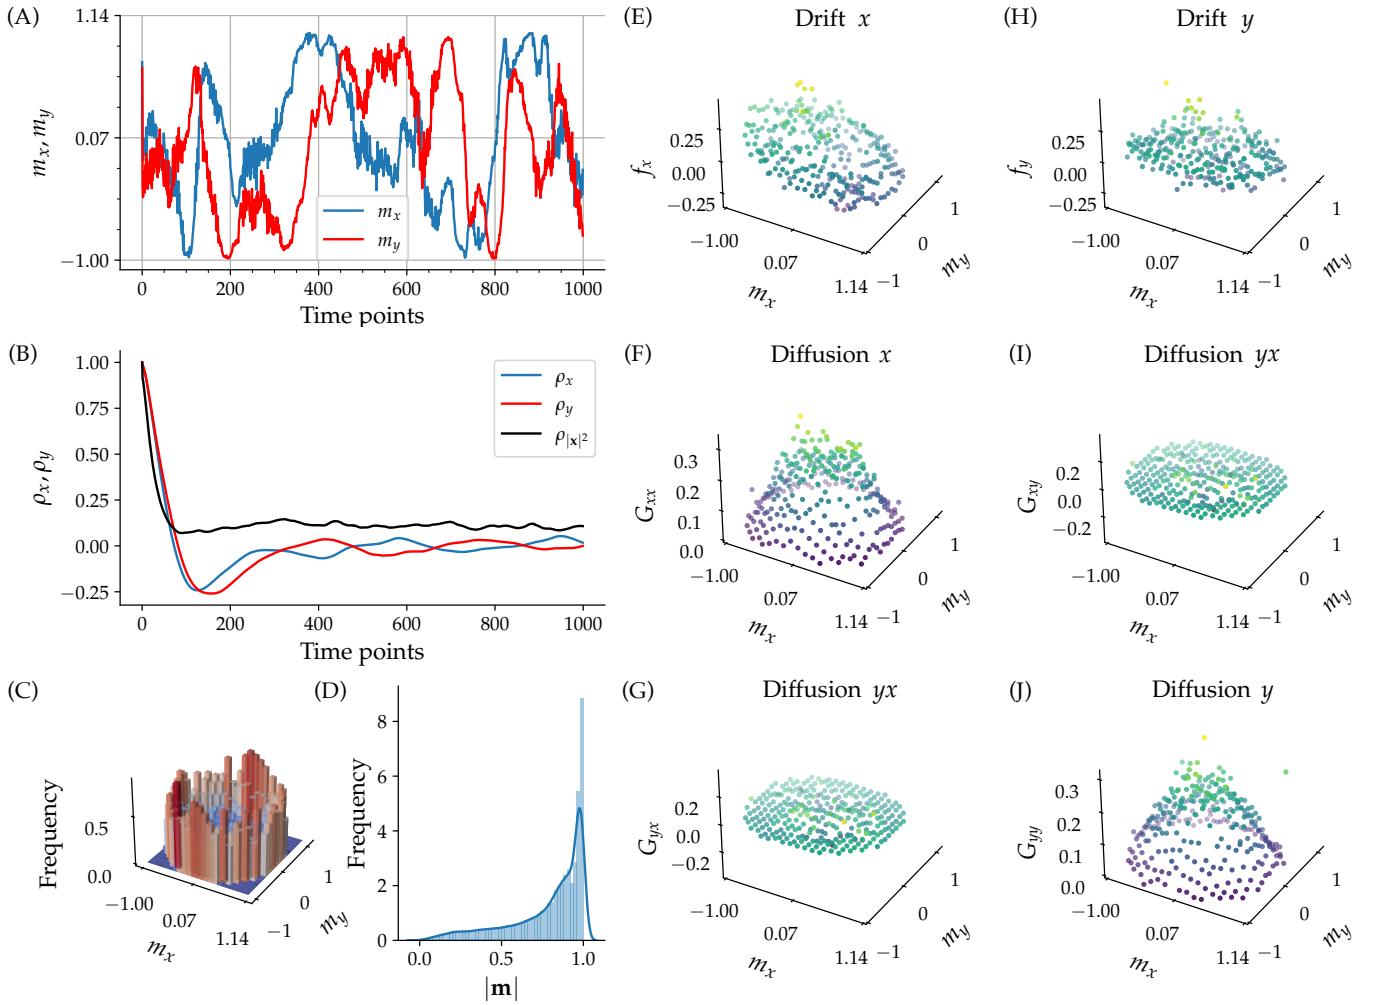 (A)
1.14
0.07
−1.00
m_x, m_y
m_x
m_y
0 200 400 600 800 1000
Time points
(B)
1.00
0.75
0.50
0.25
0.00
−0.25
ρ_x, ρ_y
ρ_x
ρ_y
ρ_|x|²
0 200 400 600 800 1000
Time points
(C)
Frequency
0.5
0.0
−1.00
0.07
1.14
m_x
−1
0
1
m_y
(D)
Frequency
8
6
4
2
0
0.0 0.5 1.0
|m|
(E) Drift x
f_x
0.25
0.00
−0.25
−1.00
0.07
1.14
m_x
−1
0
1
m_y
(H) Drift y
f_y
0.25
0.00
−0.25
−1.00
0.07
1.14
m_x
−1
0
1
m_y
(F) Diffusion x
G_xx
0.3
0.2
0.1
0.0
−1.00
0.07
1.14
m_x
−1
0
1
m_y
(I) Diffusion yx
G_xy
0.2
0.0
−0.2
−1.00
0.07
1.14
m_x
−1
0
1
m_y
(G) Diffusion yx
G_yx
0.2
0.0
−0.2
−1.00
0.07
1.14
m_x
−1
0
1
m_y
(J) Diffusion y
G_yy
0.3
0.2
0.1
0.0
−1.00
0.07
1.14
m_x
−1
0
1
m_y